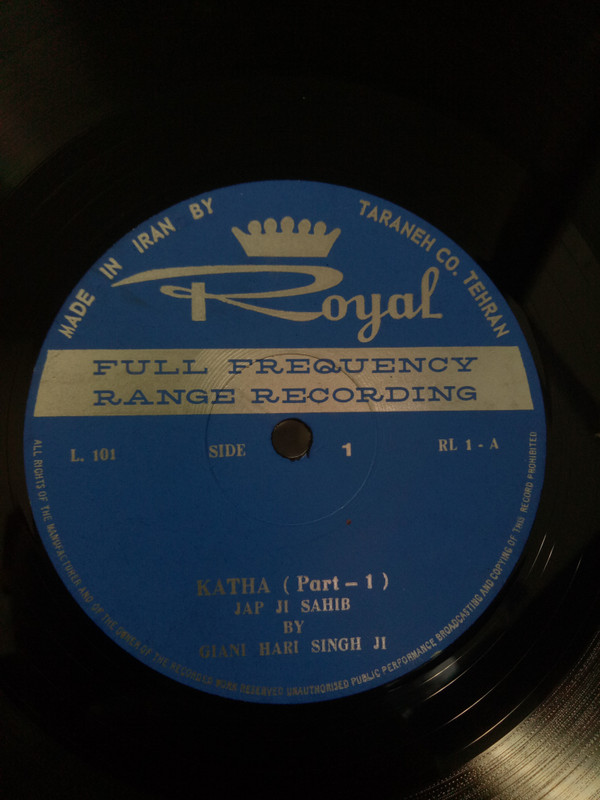 MADE IN IRAN BY
TARANEH CO. TEHRAN
Royal
FULL FREQUENCY
RANGE RECORDING
L. 101
SIDE 1
RL 1 - A
KATHA ( Part - 1 )
JAP JI SAHIB
BY
GIANI HARI SINGH JI
ALL RIGHTS OF THE MANUFACTURER AND OF THE OWNER OF THE RECORDED WORK RESERVED UNAUTHORISED PUBLIC PERFORMANCE BROADCASTING AND COPYING OF THIS RECORD PROHIBITED